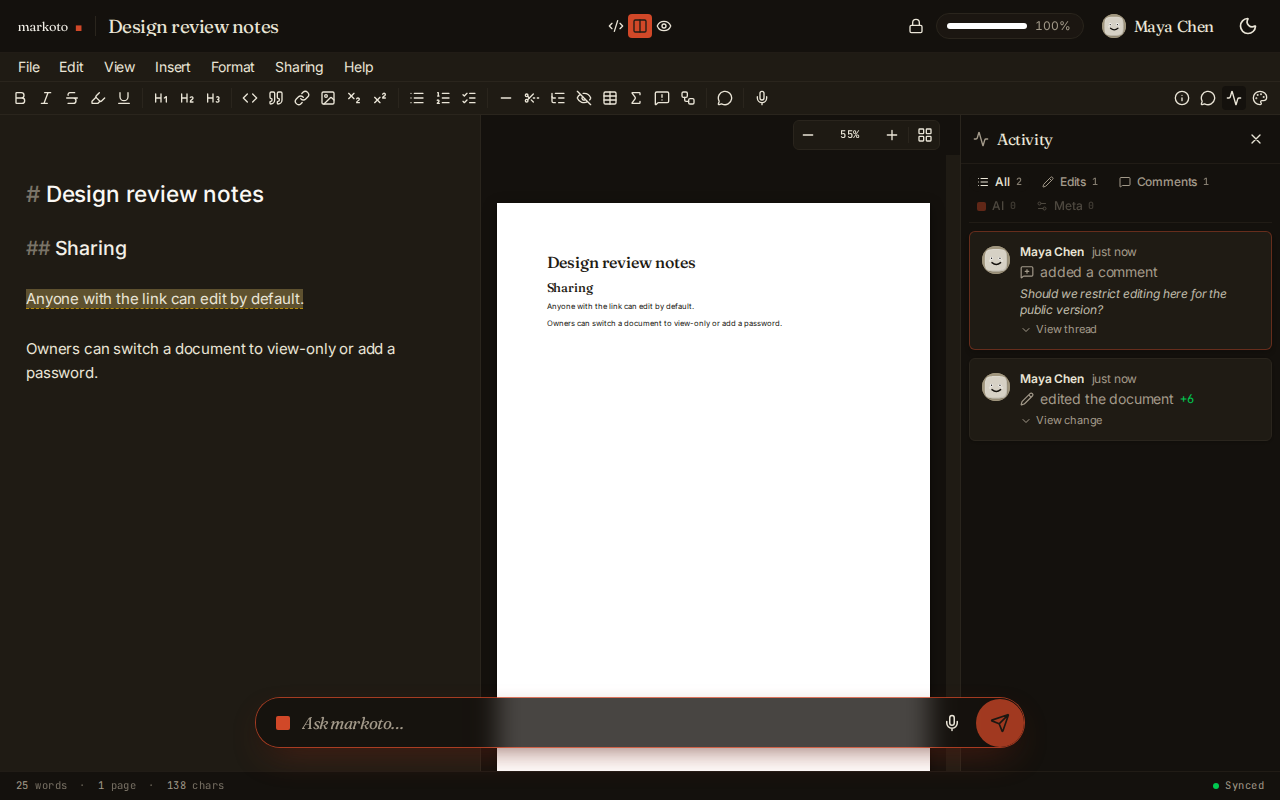 markoto
Design review notes
100%
Maya Chen
File Edit View Insert Format Sharing Help
H1 H2 H3
55%
Activity
All 2 Edits 1 Comments 1
AI 0 Meta 0
# Design review notes
## Sharing
Anyone with the link can edit by default.
Owners can switch a document to view-only or add a
password.
Design review notes
Sharing
Anyone with the link can edit by default.
Owners can switch a document to view-only or add a password.
Maya Chen just now
added a comment
Should we restrict editing here for the
public version?
View thread
Maya Chen just now
edited the document +6
View change
Ask markoto...
25 words · 1 page · 138 chars
Synced